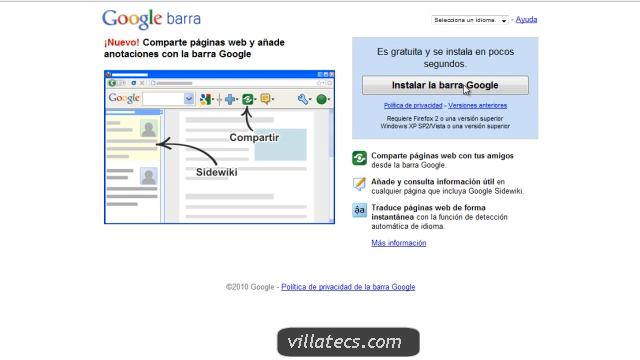 Google barra
Selecciona un idioma. - Ayuda
¡Nuevo! Comparte páginas web y añade
anotaciones con la barra Google
Google
Compartir
Sidewiki
Es gratuita y se instala en pocos
segundos.
Instalar la barra Google
Política de privacidad - Versiones anteriores
Requiere Firefox 2 o una versión superior
Windows XP SP2/Vista o una versión superior
Comparte páginas web con tus amigos
desde la barra Google.
Añade y consulta información útil en
cualquier página que incluya Google Sidewiki.
Traduce páginas web de forma
instantánea con la función de detección
automática de idioma.
Más información
©2010 Google - Política de privacidad de la barra Google
villatecs.com